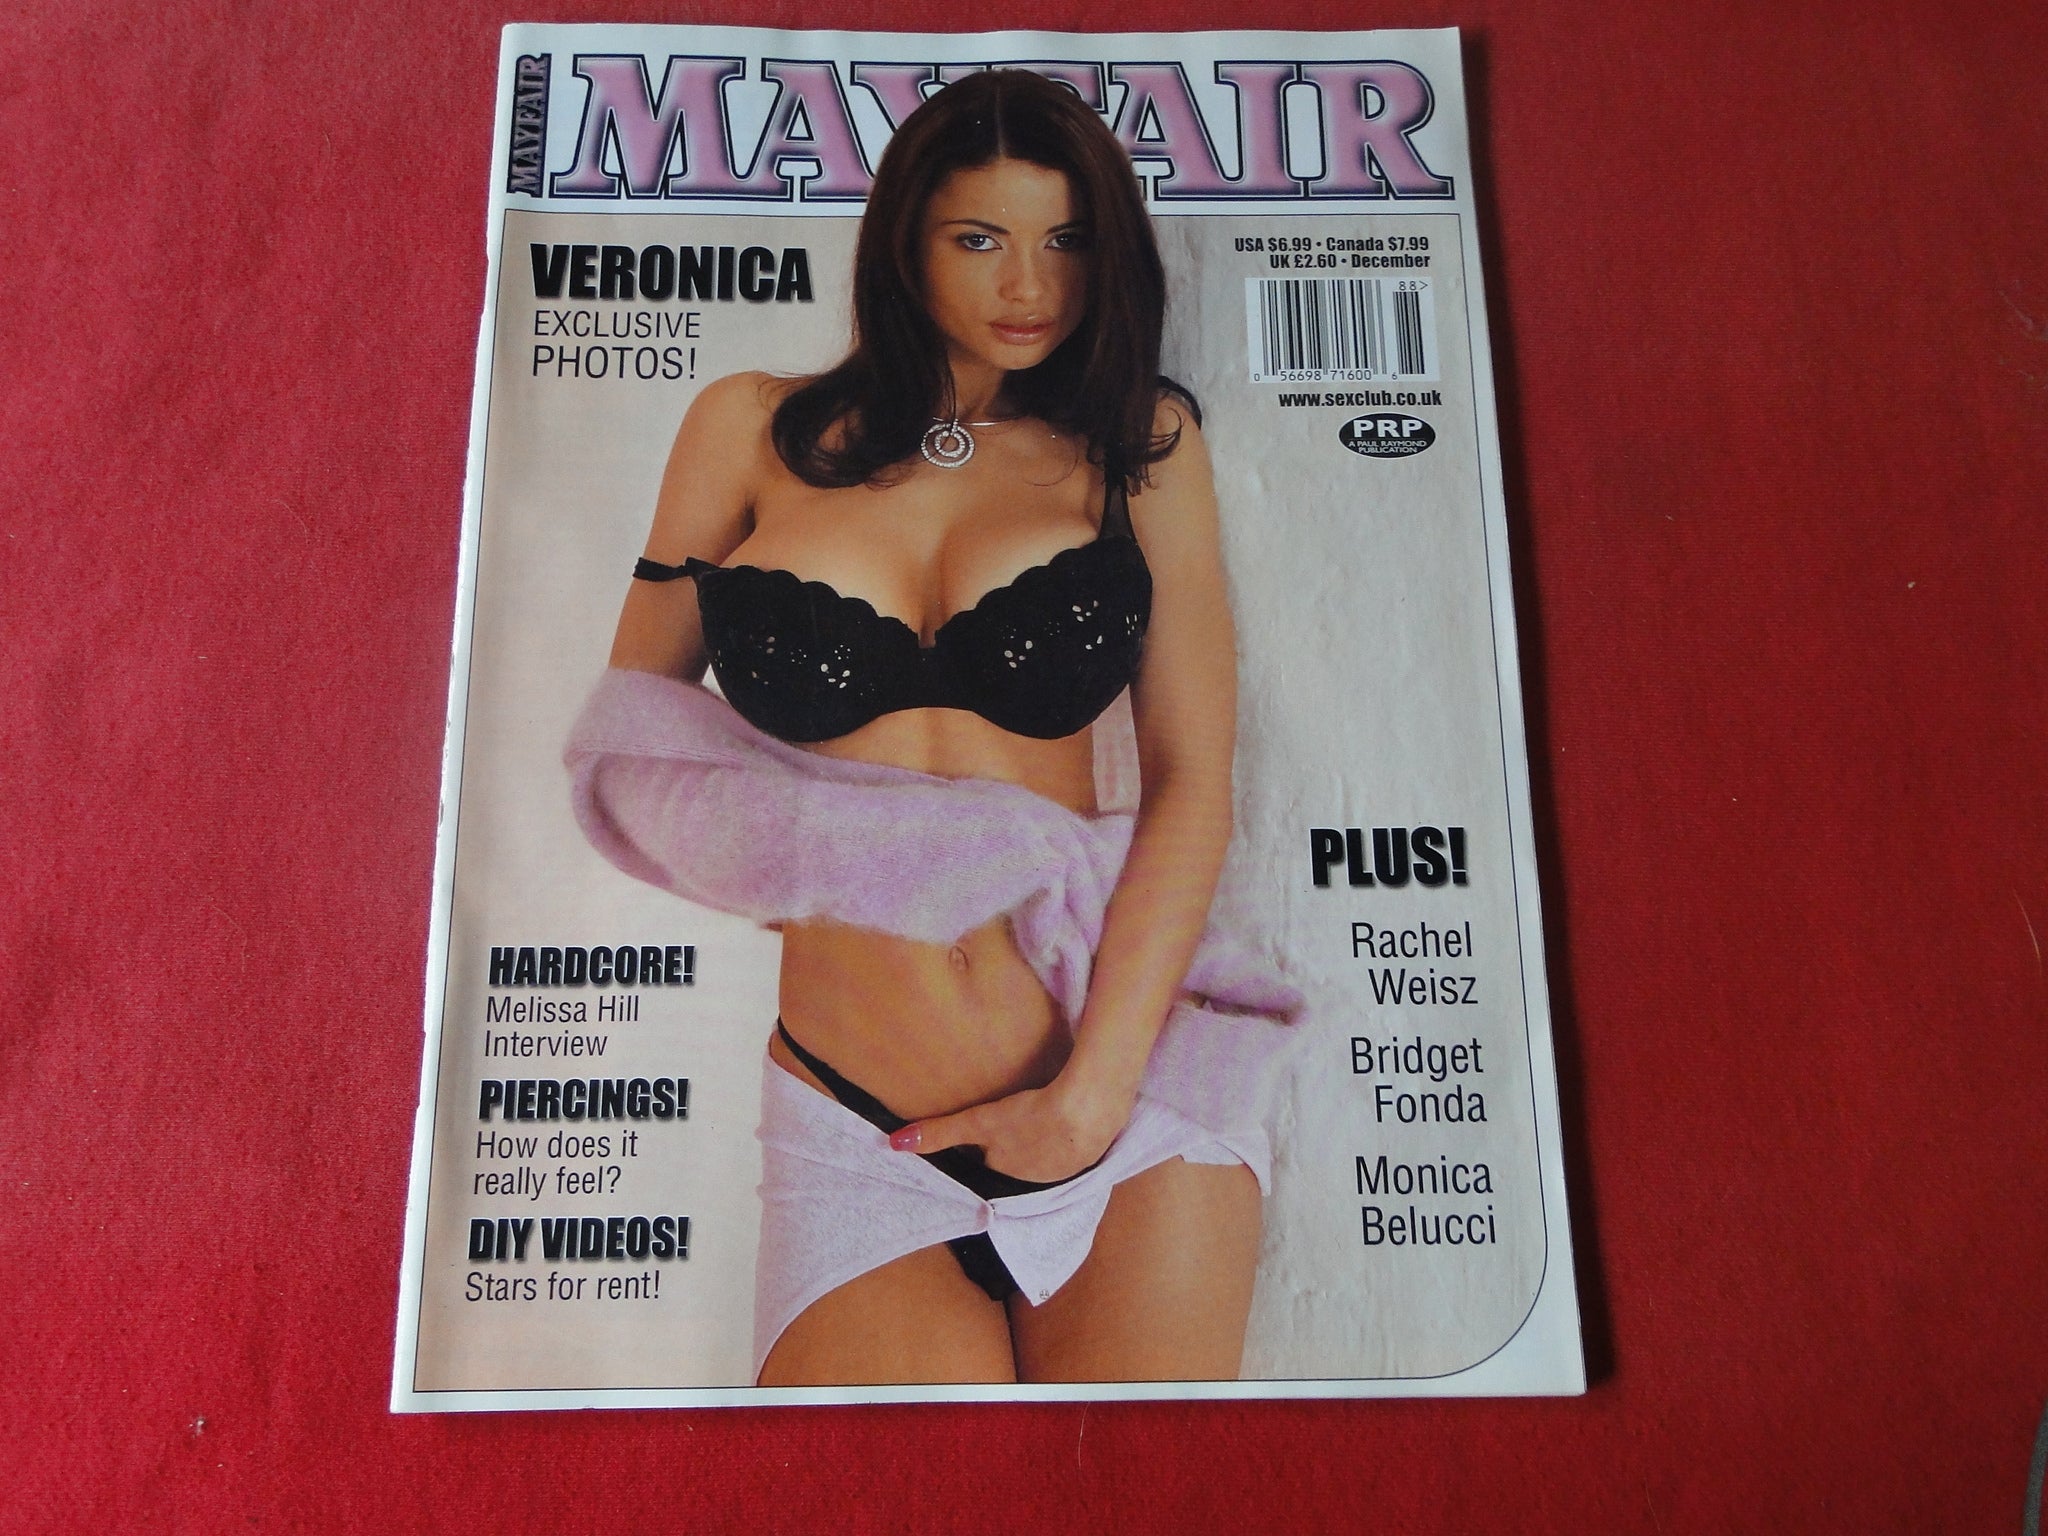 MAYFAIR
MAYFAIR
VERONICA
EXCLUSIVE
PHOTOS!
USA $6.99 • Canada $7.99
UK £2.60 • December
88>
0 56698 71600 6
www.sexclub.co.uk
PRP
A PAUL RAYMOND
PUBLICATION
HARDCORE!
Melissa Hill
Interview
PIERCINGS!
How does it
really feel?
DIY VIDEOS!
Stars for rent!
PLUS!
Rachel
Weisz
Bridget
Fonda
Monica
Belucci